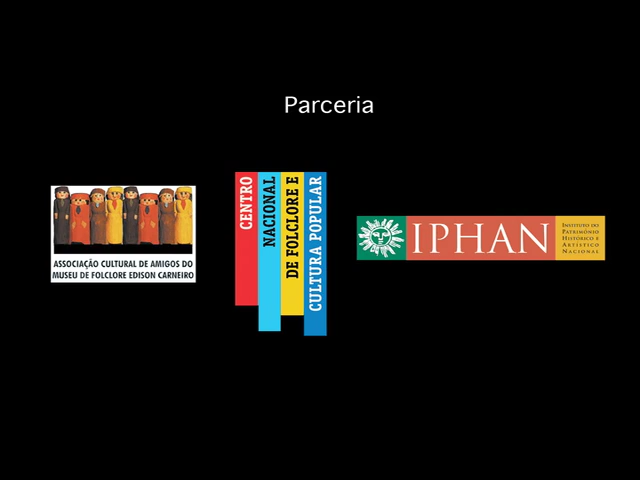 Parceria
ASSOCIAÇÃO CULTURAL DE AMIGOS DO
MUSEU DE FOLCLORE EDISON CARNEIRO
CENTRO
NACIONAL
DE FOLCLORE E
CULTURA POPULAR
IPHAN
INSTITUTO DO
PATRIMÔNIO
HISTÓRICO E
ARTÍSTICO
NACIONAL